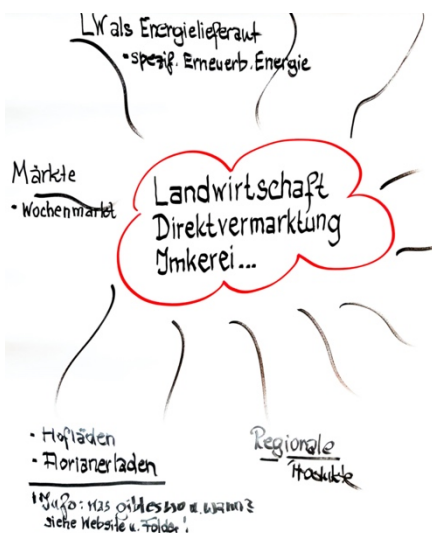 LW als Energielieferant
• spezif. Erneuerb. Energie
Märkte
• Wochenmarkt
Landwirtschaft
Direktvermarktung
Imkerei...
- Hofläden
- Florianerladen
! Info: Was gibt es wo u. wann?
siehe Website u. Folder!
Regionale
Produkte